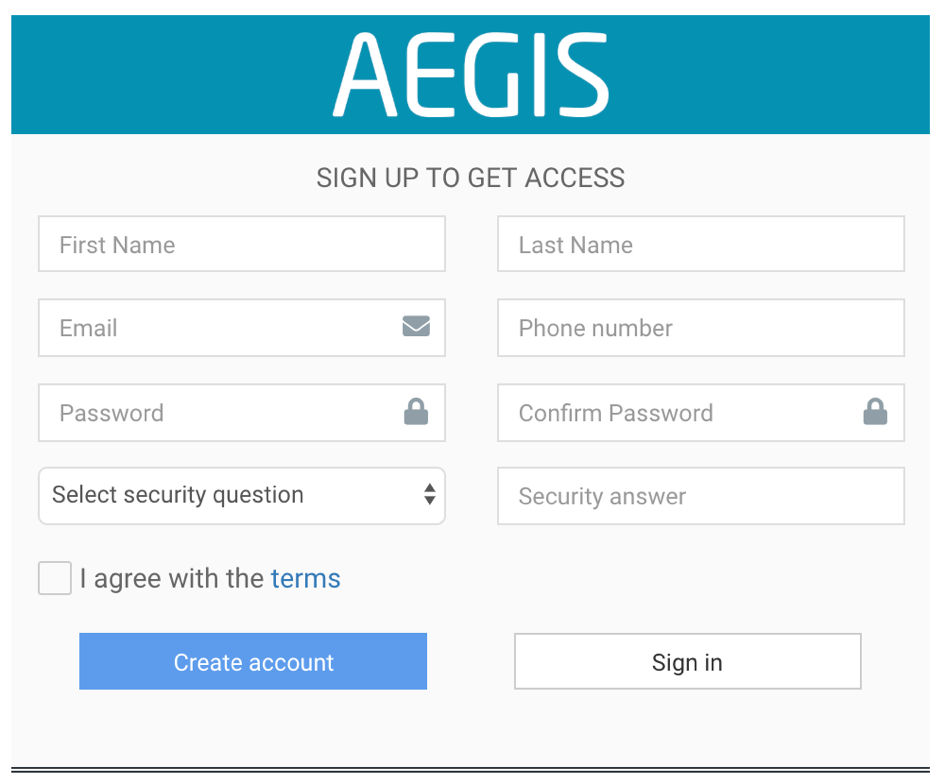 AEGIS
SIGN UP TO GET ACCESS
First Name
Last Name
Email
Phone number
Password
Confirm Password
Select security question
Security answer
I agree with the terms
Create account
Sign in